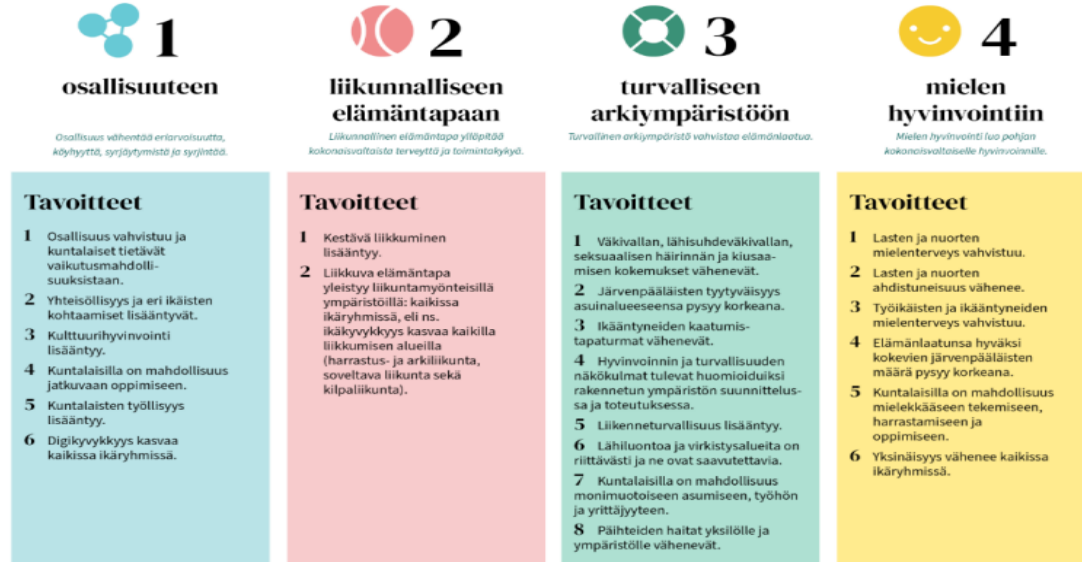 1
osallisuuteen
Osallisuus vähentää eriarvoisuutta,
köyhyyttä, syrjäytymistä ja syrjintää.
Tavoitteet
1 Osallisuus vahvistuu ja
kuntalaiset tietävät
vaikutusmahdolli-
suuksistaan.
2 Yhteisöllisyys ja eri ikäisten
kohtaamiset lisääntyvät.
3 Kulttuurihyvinvointi
lisääntyy.
4 Kuntalaisilla on mahdollisuus
jatkuvaan oppimiseen.
5 Kuntalaisten työllisyys
lisääntyy.
6 Digikyvykkyys kasvaa
kaikissa ikäryhmissä.
2
liikunnalliseen
elämäntapaan
Liikunnallinen elämäntapa ylläpitää
kokonaisvaltaista terveyttä ja toimintakykyä.
Tavoitteet
1 Kestävä liikkuminen
lisääntyy.
2 Liikkuva elämäntapa
yleistyy liikuntamyönteisillä
ympäristöillä: kaikissa
ikäryhmissä, eli ns.
ikäkyvykkyys kasvaa kaikilla
liikkumisen alueilla
(harrastus- ja arkiliikunta,
soveltava liikunta sekä
kilpaliikunta).
3
turvalliseen
arkiympäristöön
Turvallinen arkiympäristö vahvistaa elämänlaatua.
Tavoitteet
1 Väkivallan, lähisuhdeväkivallan,
seksuaalisen häirinnän ja kiusaa-
misen kokemukset vähenevät.
2 Järvenpääläisten tyytyväisyys
asuinalueeseensa pysyy korkeana.
3 Ikääntyneiden kaatumis-
tapaturmat vähenevät.
4 Hyvinvoinnin ja turvallisuuden
näkökulmat tulevat huomioiduiksi
rakennetun ympäristön suunnittelus-
sa ja toteutuksessa.
5 Liikenneturvallisuus lisääntyy.
6 Lähiluontoa ja virkistysalueita on
riittävästi ja ne ovat saavutettavia.
7 Kuntalaisilla on mahdollisuus
monimuotoiseen asumiseen, työhön
ja yrittäjyyteen.
8 Päihteiden haitat yksilölle ja
ympäristölle vähenevät.
4
mielen
hyvinvointiin
Mielen hyvinvointi luo pohjan
kokonaisvaltaiselle hyvinvoinnille.
Tavoitteet
1 Lasten ja nuorten
mielenterveys vahvistuu.
2 Lasten ja nuorten
ahdistuneisuus vähenee.
3 Työikäisten ja ikääntyneiden
mielenterveys vahvistuu.
4 Elämänlaatunsa hyväksi
kokevien järvenpääläisten
määrä pysyy korkeana.
5 Kuntalaisilla on mahdollisuus
mielekkääseen tekemiseen,
harrastamiseen ja
oppimiseen.
6 Yksinäisyys vähenee kaikissa
ikäryhmissä.